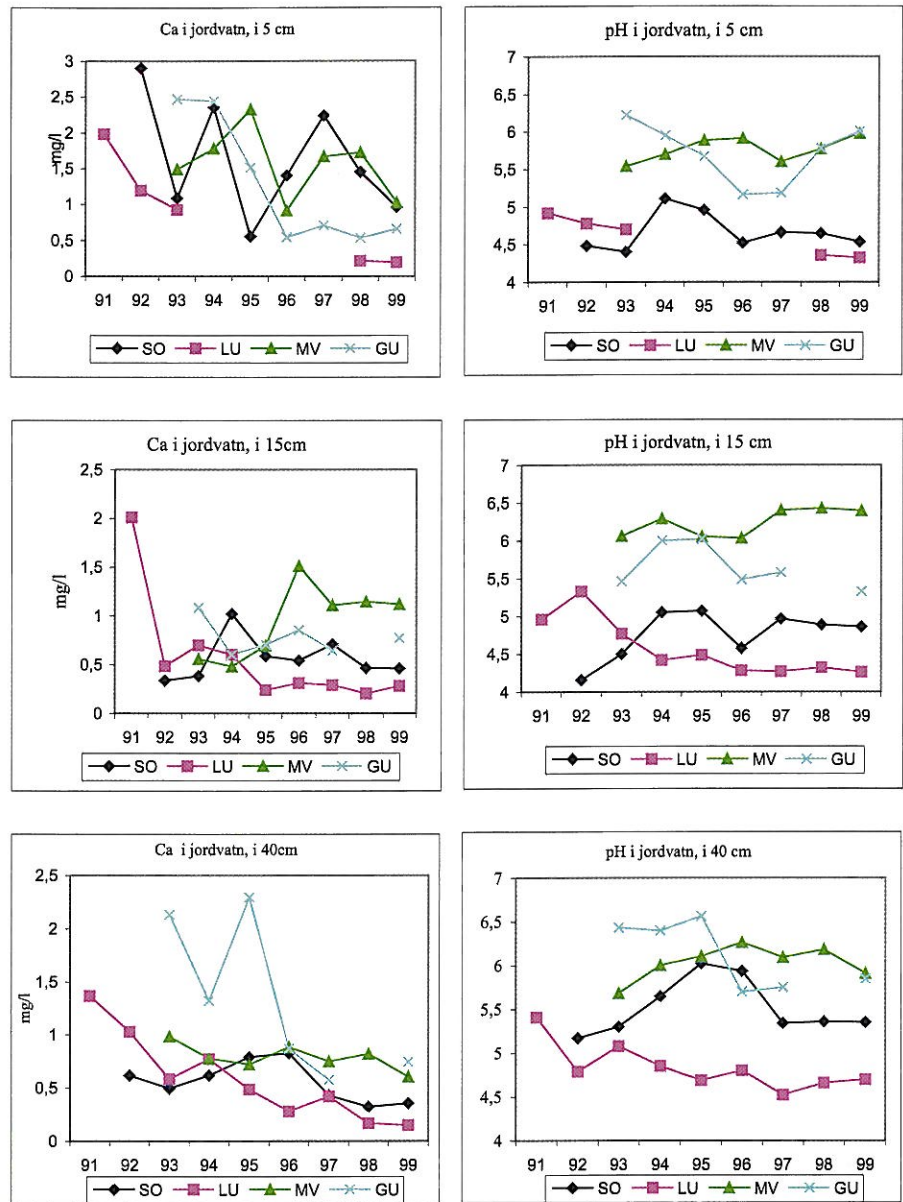 Ca i jordvatn, i 5 cm
3
2,5
2
mg/l
1,5
1
0,5
0
91 92 93 94 95 96 97 98 99
SO LU MV GU
pH i jordvatn, i 5 cm
7
6,5
6
5,5
5
4,5
4
91 92 93 94 95 96 97 98 99
SO LU MV GU
Ca i jordvatn, i 15cm
2,5
2
1,5
mg/l
1
0,5
0
91 92 93 94 95 96 97 98 99
SO LU MV GU
pH i jordvatn, i 15 cm
7
6,5
6
5,5
5
4,5
4
91 92 93 94 95 96 97 98 99
SO LU MV GU
Ca i jordvatn, i 40cm
2,5
2
1,5
mg/l
1
0,5
0
91 92 93 94 95 96 97 98 99
SO LU MV GU
pH i jordvatn, i 40 cm
7
6,5
6
5,5
5
4,5
4
91 92 93 94 95 96 97 98 99
SO LU MV GU